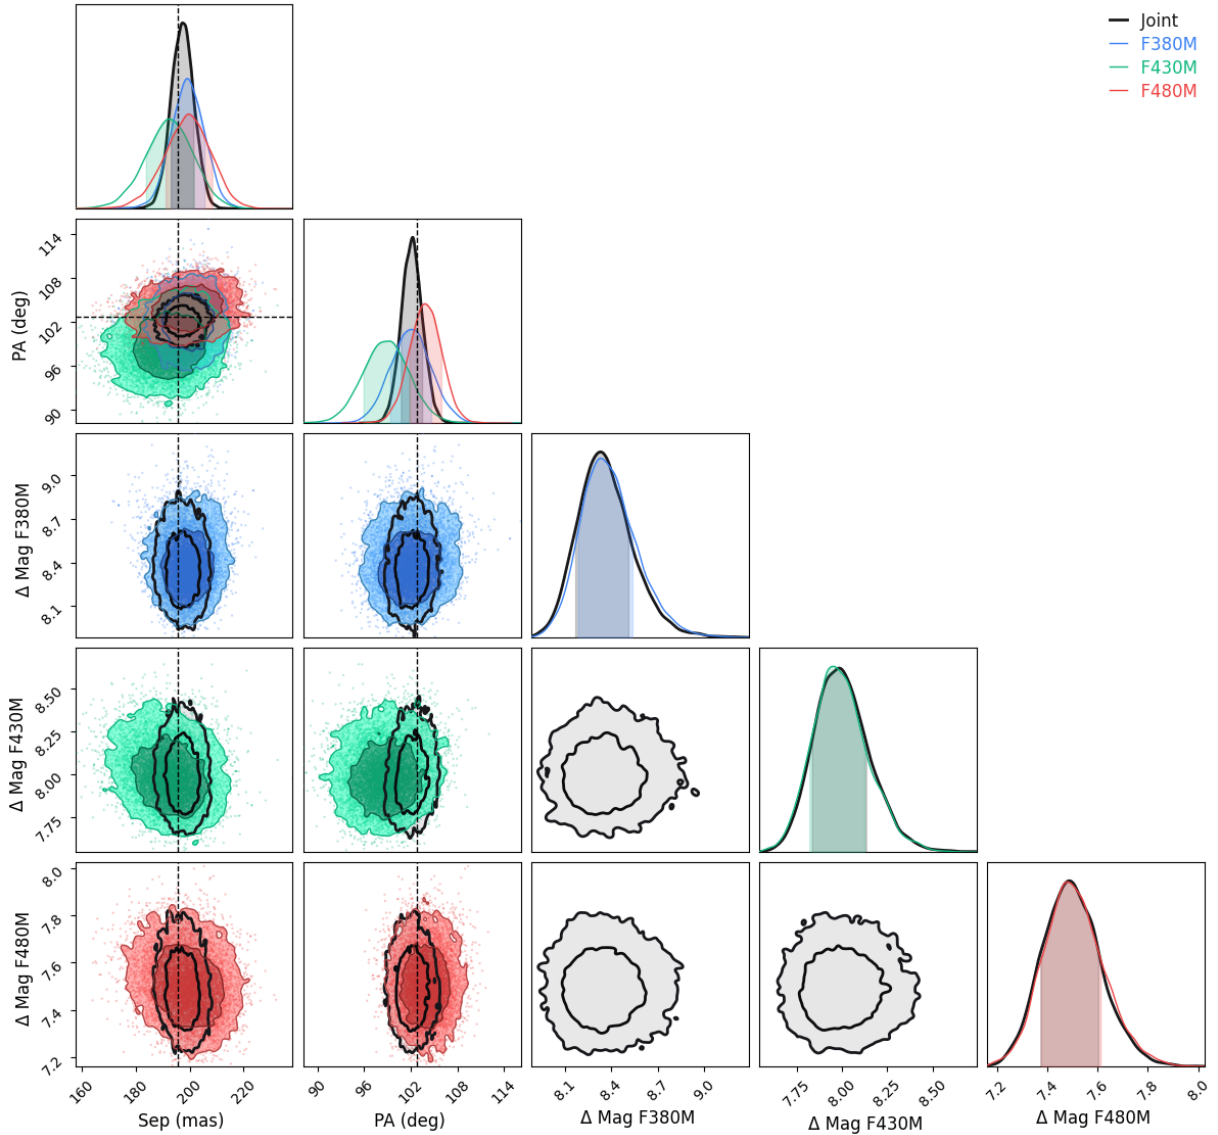 Joint
F380M
F430M
F480M
PA (deg)
114
108
102
96
90
Δ Mag F380M
9.0
8.7
8.4
8.1
Δ Mag F430M
8.50
8.25
8.00
7.75
Δ Mag F480M
8.0
7.8
7.6
7.4
7.2
160 180 200 220
Sep (mas)
90 96 102 108 114
PA (deg)
8.1 8.4 8.7 9.0
Δ Mag F380M
7.75 8.00 8.25 8.50
Δ Mag F430M
7.2 7.4 7.6 7.8 8.0
Δ Mag F480M